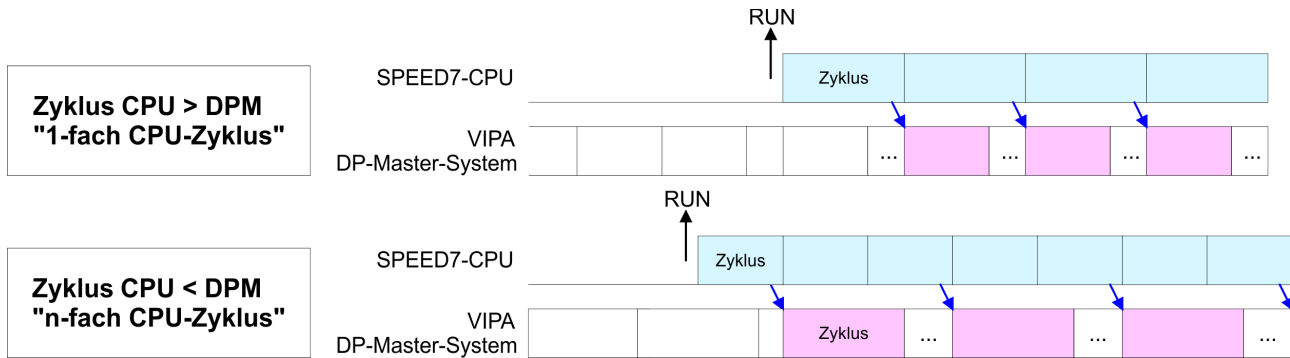 RUN
SPEED7-CPU
Zyklus
Zyklus CPU > DPM
"1-fach CPU-Zyklus"
VIPA
DP-Master-System
... ... ... ...
RUN
SPEED7-CPU
Zyklus
Zyklus CPU < DPM
"n-fach CPU-Zyklus"
VIPA
DP-Master-System
Zyklus ... ... ...